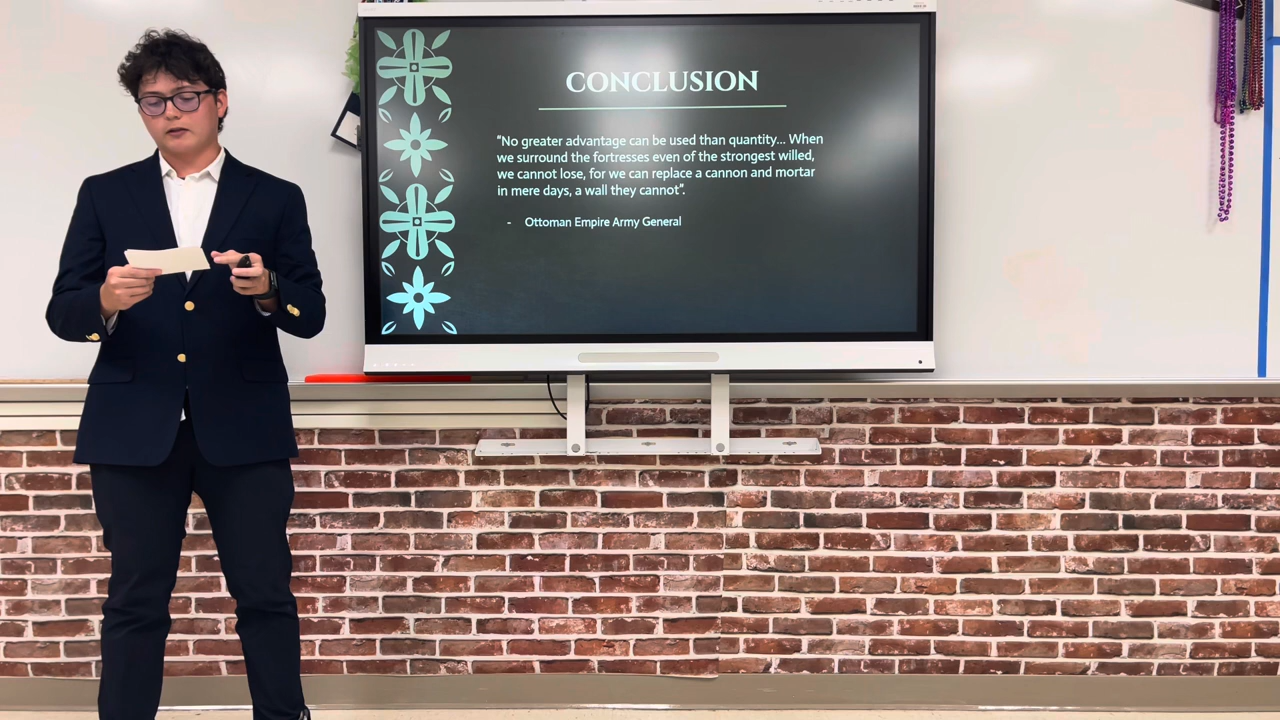 CONCLUSION
“No greater advantage can be used than quantity... When
we surround the fortresses even of the strongest willed,
we cannot lose, for we can replace a cannon and mortar
in mere days, a wall they cannot”.
- Ottoman Empire Army General